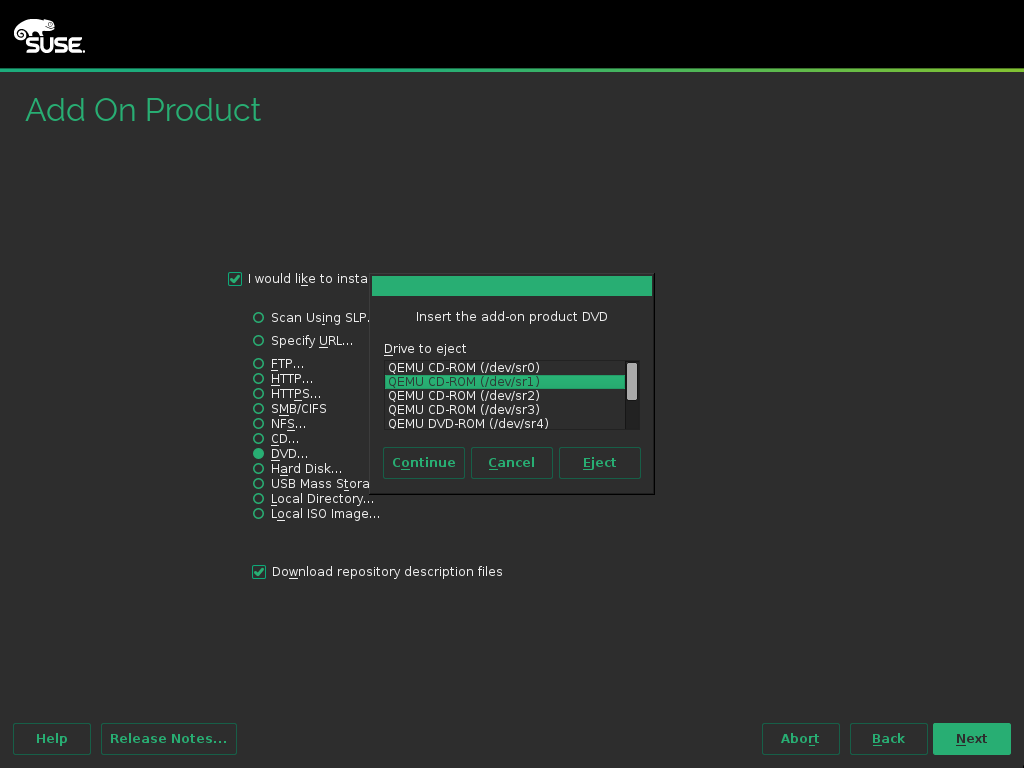 SUSE.
Add On Product
I would like to insta
Insert the add-on product DVD
Scan Using SLP.
Specify URL...
Drive to eject
FTP...
QEMU CD-ROM (/dev/sr0)
HTTP...
QEMU CD-ROM (/dev/sr1)
HTTPS...
QEMU CD-ROM (/dev/sr2)
SMB/CIFS
QEMU CD-ROM (/dev/sr3)
NFS...
QEMU DVD-ROM (/dev/sr4)
CD...
DVD...
Hard Disk...
USB Mass Stora
Local Directory...
Local ISO Image...
Continue Cancel Eject
Download repository description files
Help Release Notes... Abort Back Next